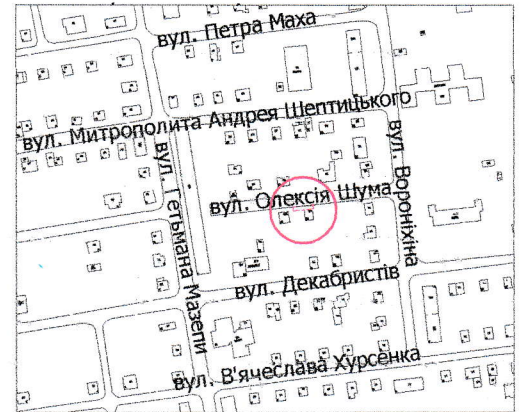 вул. Петра Маха
вул. Митрополита Андрея Шептицького
вул. Гетьмана Мазепи
вул. Вороніхіна
вул. Олексія Шума
вул. Декабристів
вул. В'ячеслава Хурсенка